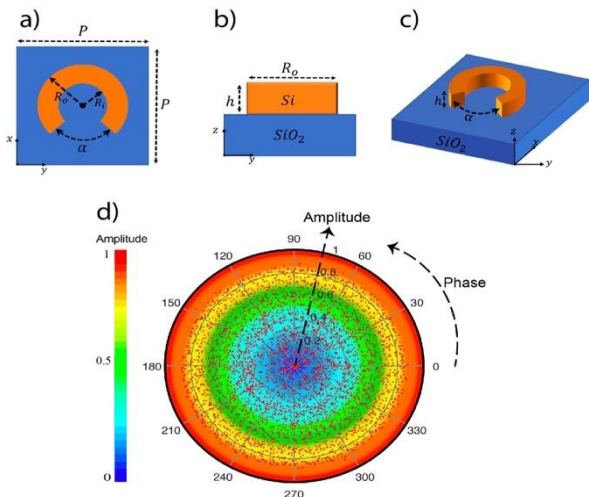 a)
P
R_o
R_i
P
α
x
y
b)
R_o
h
Si
SiO_2
z
y
c)
h
α
SiO_2
z
x
y
d)
Amplitude
1
0.5
0
Amplitude
Phase
90
120
60
150
30
180
0
210
330
240
300
270
1
0.8
0.6
0.4
0.2